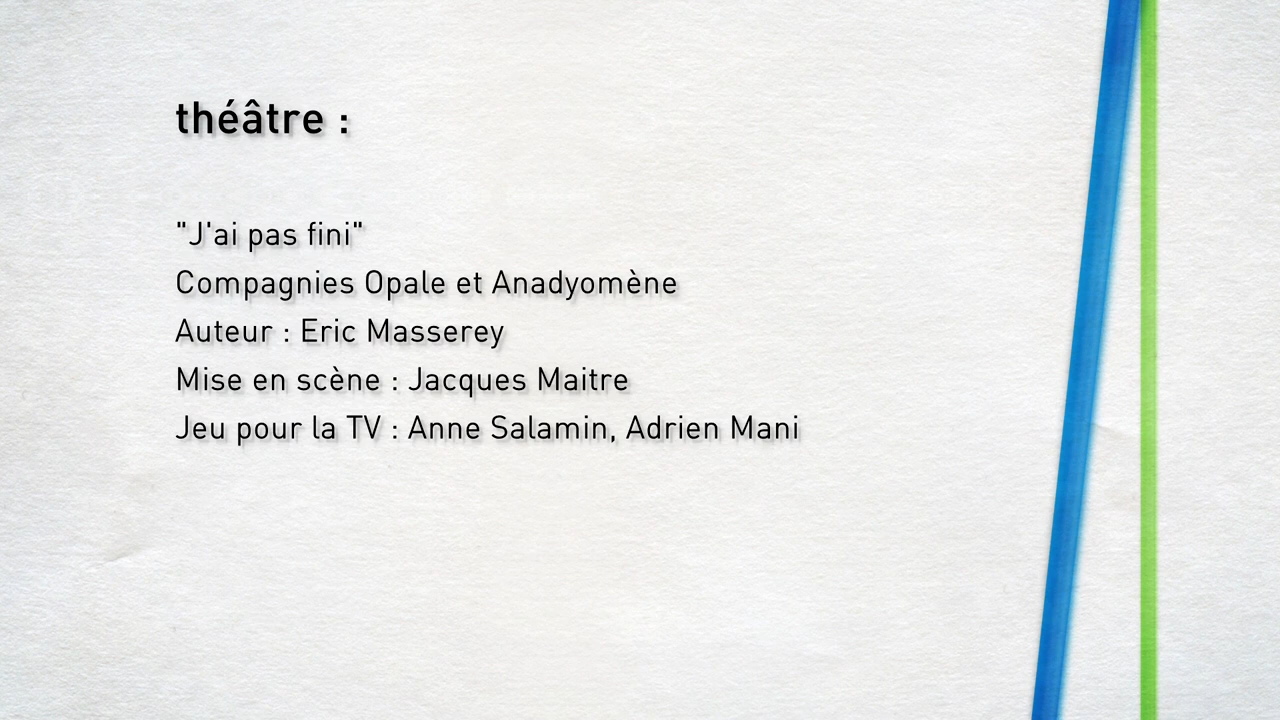 théâtre :
"J'ai pas fini"
Compagnies Opale et Anadyomène
Auteur : Eric Masserey
Mise en scène : Jacques Maitre
Jeu pour la TV : Anne Salamin, Adrien Mani